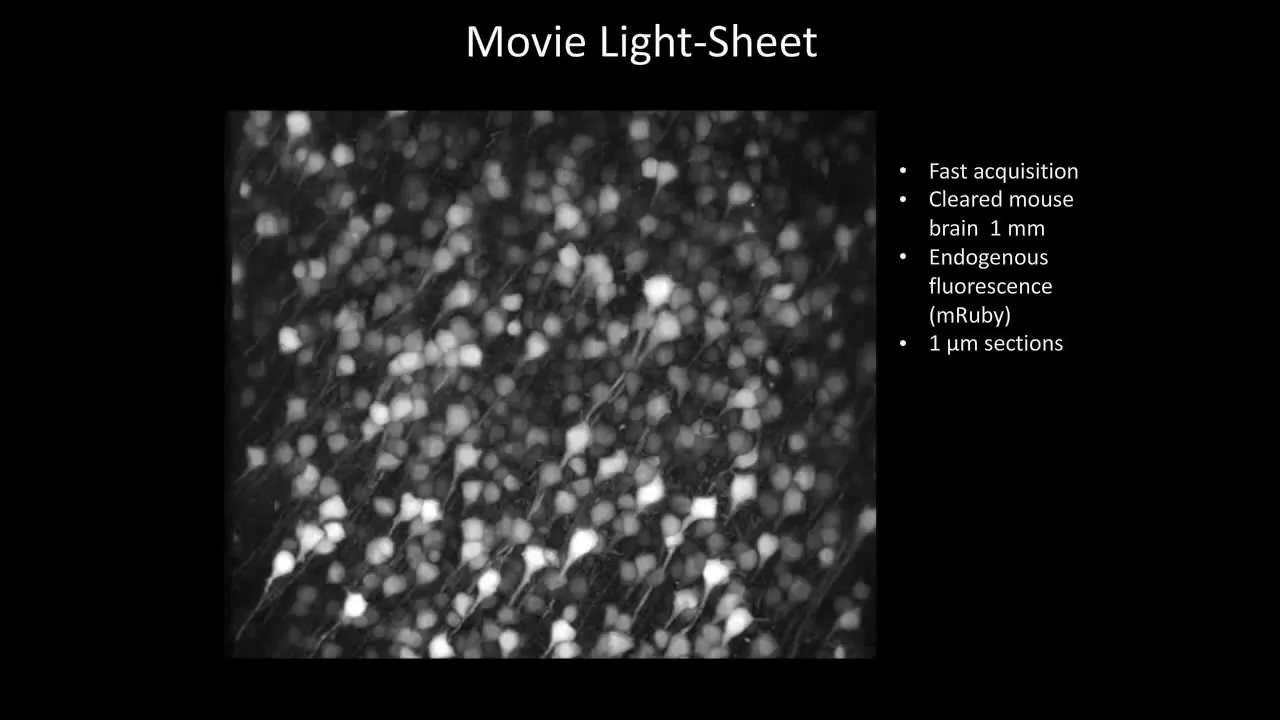 Movie Light-Sheet
• Fast acquisition
• Cleared mouse
brain  1 mm
• Endogenous
fluorescence
(mRuby)
• 1 µm sections